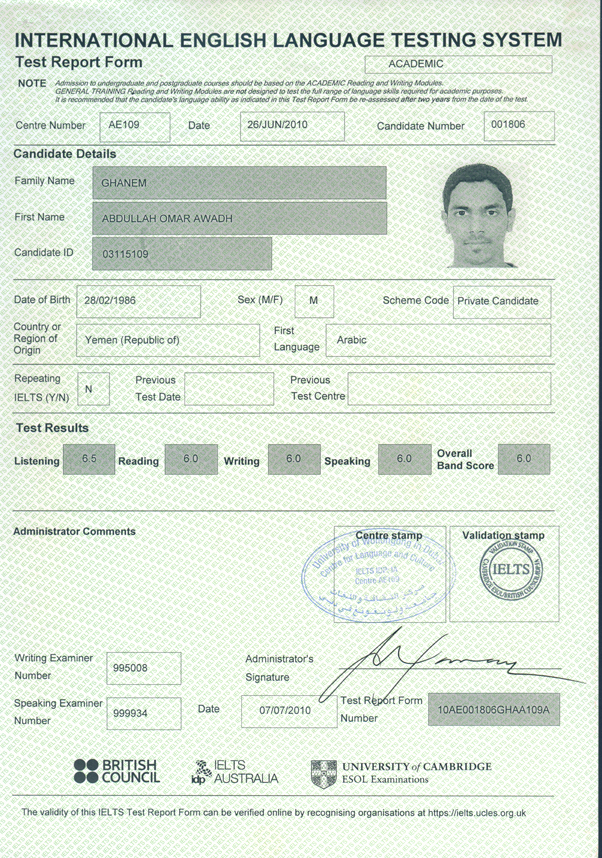 INTERNATIONAL ENGLISH LANGUAGE TESTING SYSTEM
Test Report Form
ACADEMIC
NOTE Admission to undergraduate and postgraduate courses should be based on the ACADEMIC Reading and Writing Modules.
GENERAL TRAINING Reading and Writing Modules are not designed to test the full range of language skills required for academic purposes.
It is recommended that the candidate's language ability as indicated in this Test Report Form be re-assessed after two years from the date of the test.
Centre Number AE109 Date 26/JUN/2010 Candidate Number 001806
Candidate Details
Family Name GHANEM
First Name ABDULLAH OMAR AWADH
Candidate ID 03115109
Date of Birth 28/02/1986 Sex (M/F) M Scheme Code Private Candidate
Country or
Region of
Origin
Yemen (Republic of)
First
Language
Arabic
Repeating
IELTS (Y/N)
N
Previous
Test Date
Previous
Test Centre
Test Results
Listening 6.5 Reading 6.0 Writing 6.0 Speaking 6.0
Overall
Band Score
6.0
Administrator Comments
Centre stamp
University of Wollongong in Dubai
Centre for Language and Culture
Validation stamp
VALIDATION STAMP
IELTS
Writing Examiner
Number
995008
Administrator's
Signature
Speaking Examiner
Number
999934
Date 07/07/2010
Test Report Form
Number
10AE001806GHAA109A
BRITISH
COUNCIL
idp IELTS
AUSTRALIA
UNIVERSITY of CAMBRIDGE
ESOL Examinations
The validity of this IELTS Test Report Form can be verified online by recognising organisations at https://ielts.ucles.org.uk